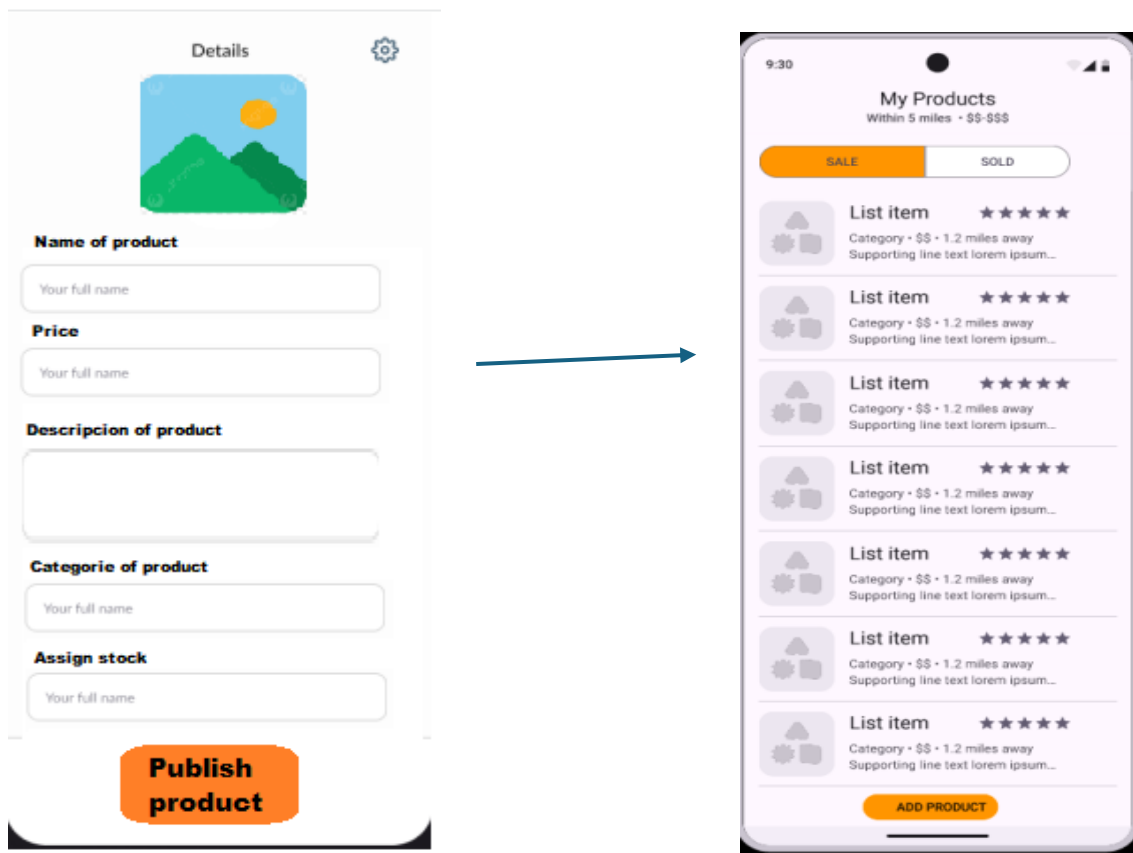 Details
Name of product
Your full name
Price
Your full name
Descripcion of product
Categorie of product
Your full name
Assign stock
Your full name
Publish
product
9:30
My Products
Within 5 miles • $$-$$$
SALE
SOLD
List item
Category • $$ • 1.2 miles away
Supporting line text lorem ipsum...
List item
Category • $$ • 1.2 miles away
Supporting line text lorem ipsum...
List item
Category • $$ • 1.2 miles away
Supporting line text lorem ipsum...
List item
Category • $$ • 1.2 miles away
Supporting line text lorem ipsum...
List item
Category • $$ • 1.2 miles away
Supporting line text lorem ipsum...
List item
Category • $$ • 1.2 miles away
Supporting line text lorem ipsum...
List item
Category • $$ • 1.2 miles away
Supporting line text lorem ipsum...
ADD PRODUCT